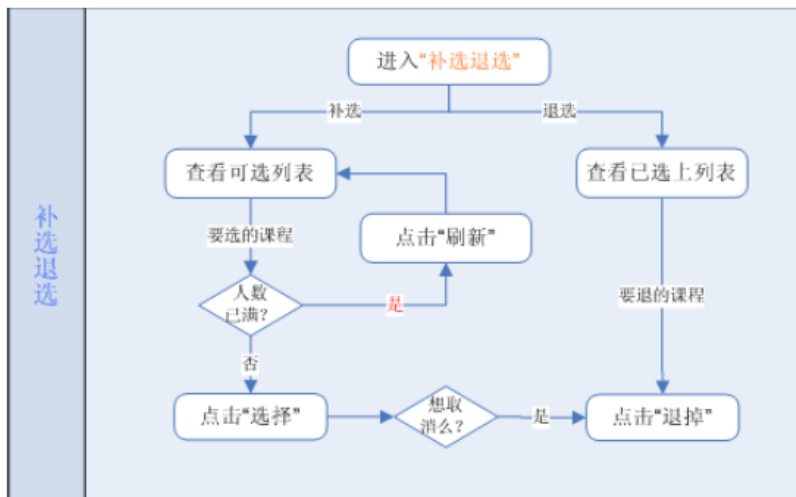 补选退选
进入“补选退选”
补选
退选
查看可选列表
查看已选上列表
要选的课程
点击“刷新”
人数
已满？
是
要退的课程
否
点击“选择”
想取
消么？
是
点击“退掉”